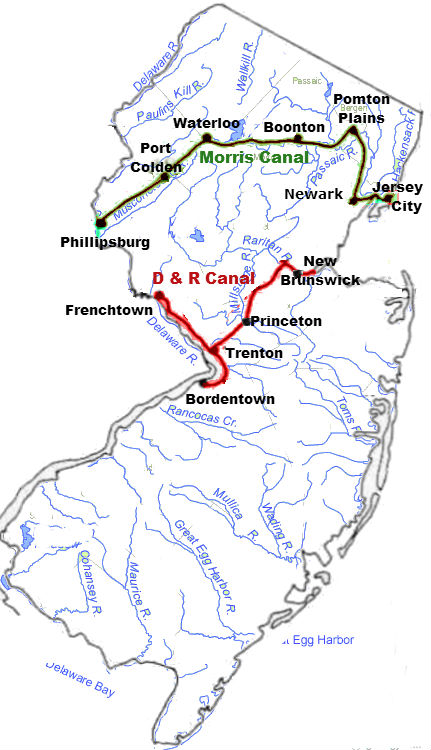 Delaware R.
Wallkill R.
Passaic
Paulins Kill R.
Pomton
Plains
Bergen
Waterloo
Boonton
Hackensack
Port
Colden
Morris Canal
Passaic R.
Newark
Jersey
City
Phillipsburg
Raritan R.
New
Brunswick
D & R Canal
Frenchtown
Princeton
Delaware R.
Trenton
Bordentown
Rancocas Cr.
Toms R.
Mullica
R.
Wading R.
Great Egg Harbor R.
Cohansey R.
Maurice R.
Egg Harbor
Delaware Bay